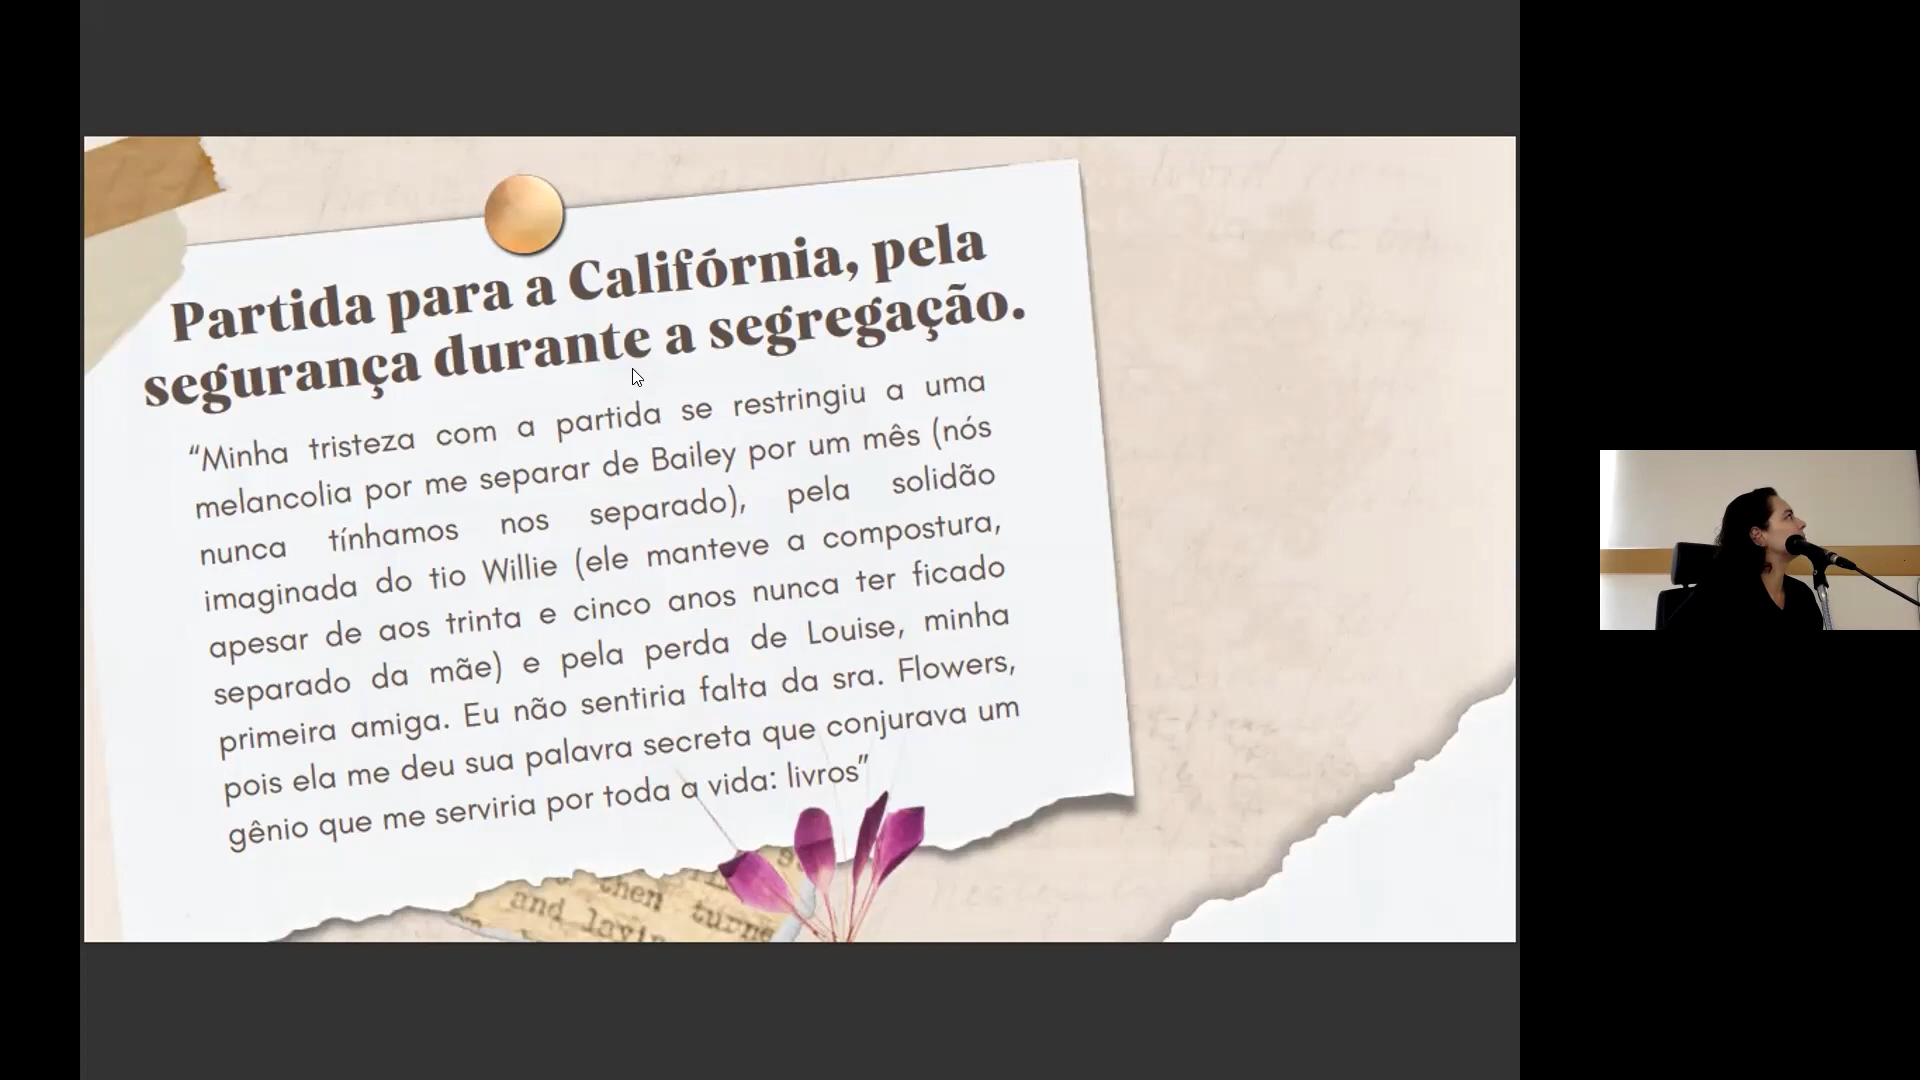 Partida para a Califórnia, pela
segurança durante a segregação.
“Minha tristeza com a partida se restringiu a uma
melancolia por me separar de Bailey por um mês (nós
nunca tínhamos nos separado), pela solidão
imaginada do tio Willie (ele manteve a compostura,
apesar de aos trinta e cinco anos nunca ter ficado
separado da mãe) e pela perda de Louise, minha
primeira amiga. Eu não sentiria falta da sra. Flowers,
pois ela me deu sua palavra secreta que conjurava um
gênio que me serviria por toda a vida: livros”
then turne
and